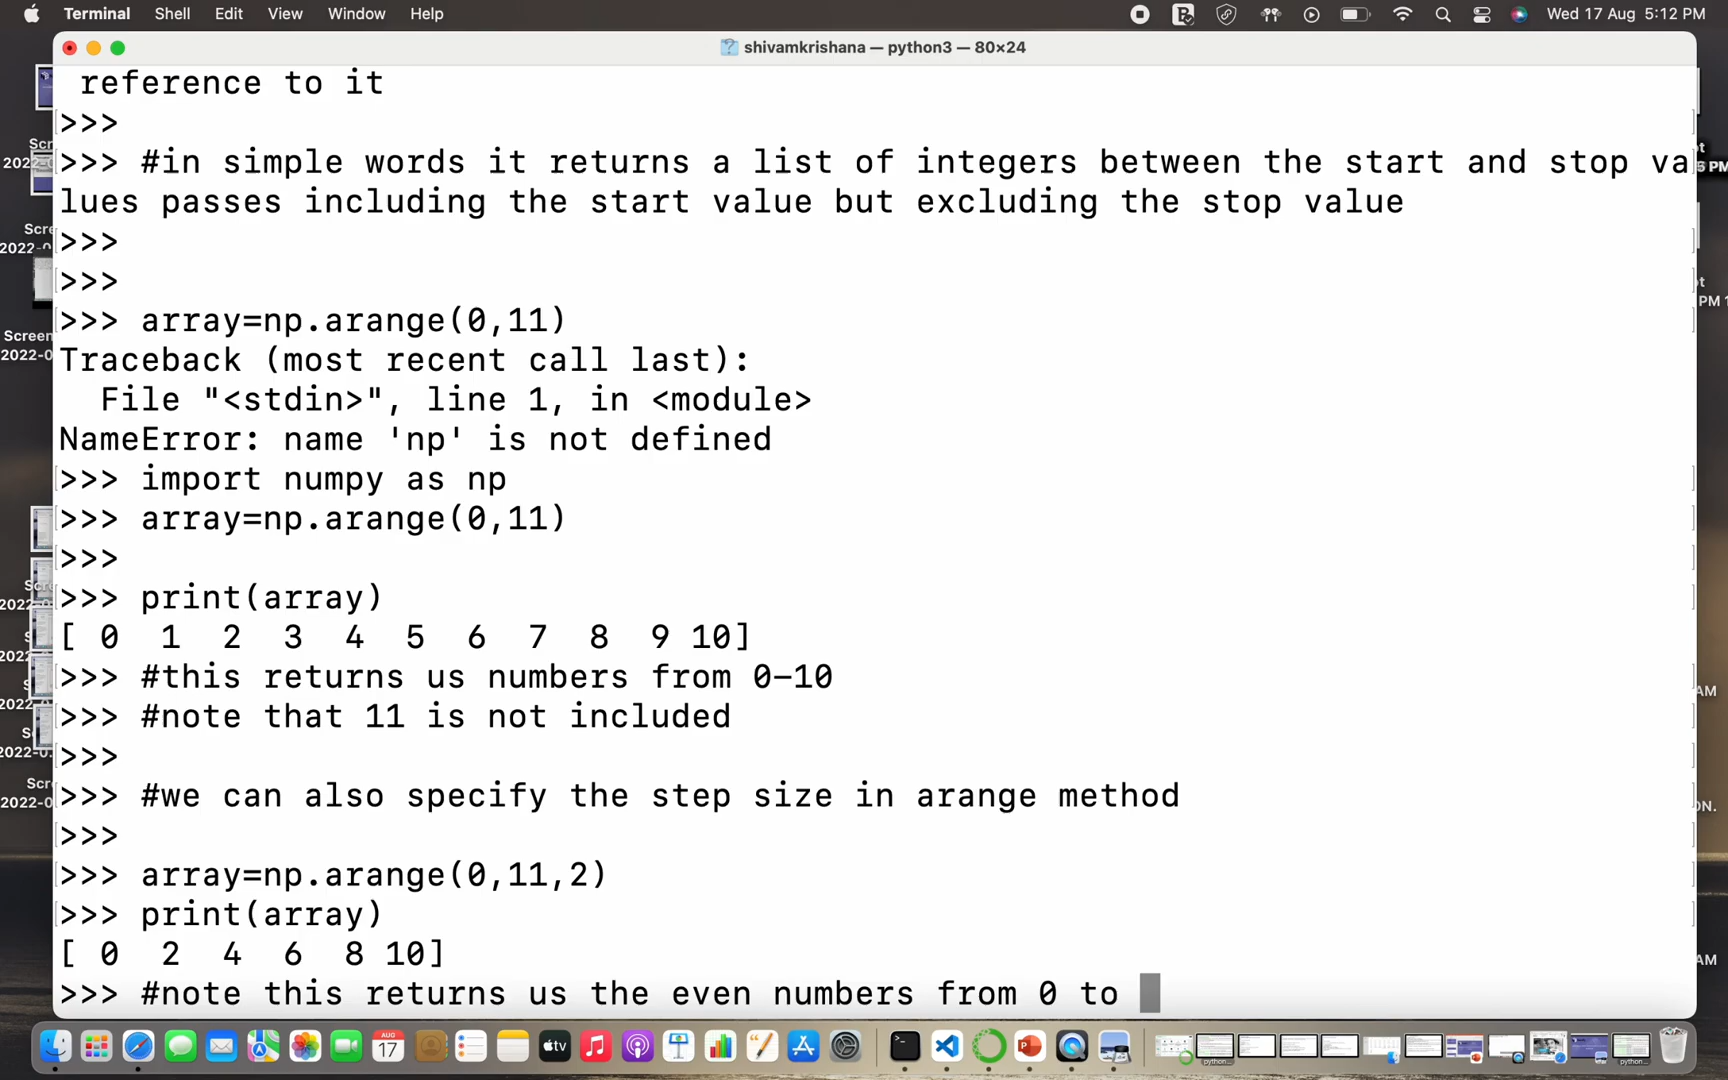 Terminal Shell Edit View Window Help Wed 17 Aug 5:12 PM
shivamkrishana — python3 — 80×24
reference to it
>>>
>>> #in simple words it returns a list of integers between the start and stop va
lues passes including the start value but excluding the stop value
>>>
>>>
>>> array=np.arange(0,11)
Traceback (most recent call last):
File "<stdin>", line 1, in <module>
NameError: name 'np' is not defined
>>> import numpy as np
>>> array=np.arange(0,11)
>>>
>>> print(array)
[ 0 1 2 3 4 5 6 7 8 9 10]
>>> #this returns us numbers from 0-10
>>> #note that 11 is not included
>>>
>>> #we can also specify the step size in arange method
>>>
>>> array=np.arange(0,11,2)
>>> print(array)
[ 0 2 4 6 8 10]
>>> #note this returns us the even numbers from 0 to
AUG
17
tv